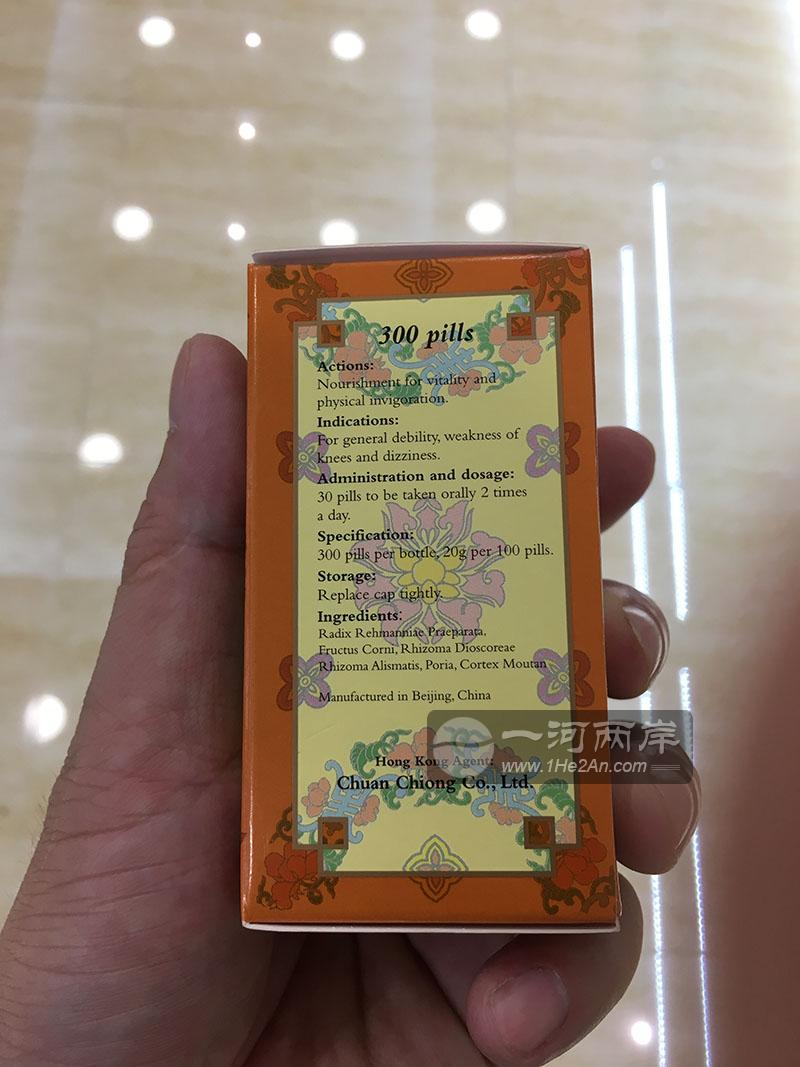 300 pills
Actions:
Nourishment for vitality and
physical invigoration.
Indications:
For general debility, weakness of
knees and dizziness.
Administration and dosage:
30 pills to be taken orally 2 times
a day.
Specification:
300 pills per bottle, 20g per 100 pills.
Storage:
Replace cap tightly.
Ingredients:
Radix Rehmanniae Praeparata,
Fructus Corni, Rhizoma Dioscoreae
Rhizoma Alismatis, Poria, Cortex Moutan
Manufactured in Beijing, China
一河两岸
www.1He2An.com
Hong Kong Agent:
Chuan Chiong Co., Ltd.